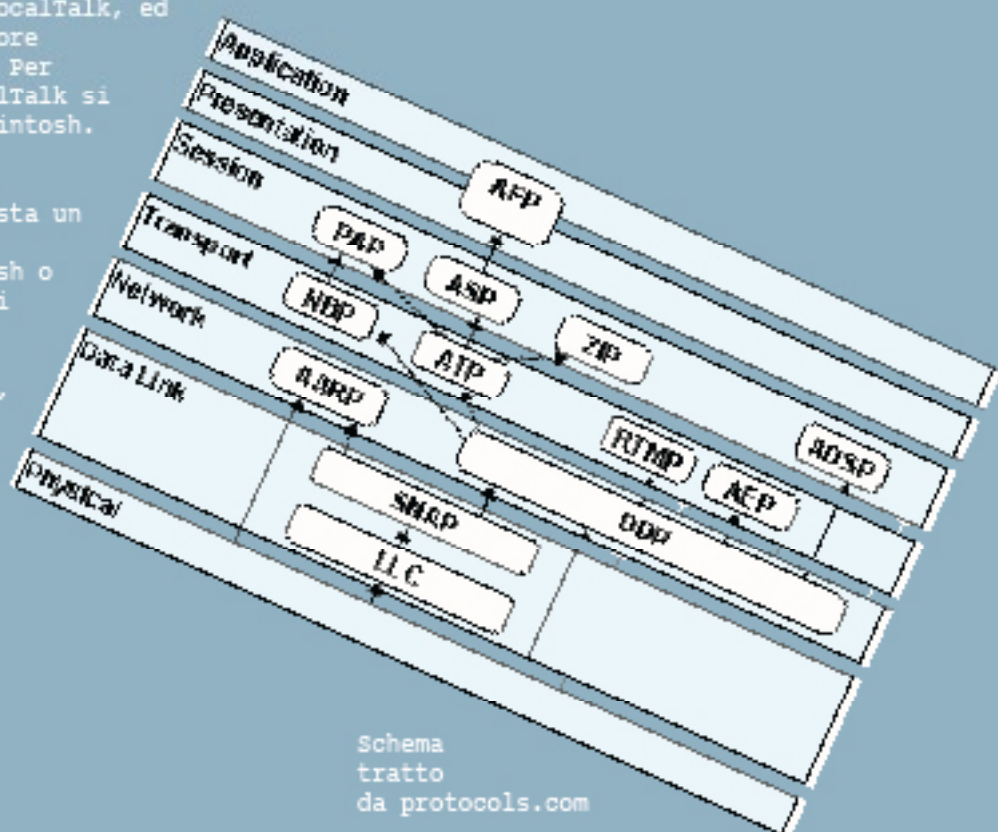 ocalTalk, ed
ore
Per
lTalk si
intosh.
sta un
sh o
i
,
Application
Presentation
AFP
Session
PAP
ASP
ZIP
ADSP
Transport
NBP
ATP
RTMP
AEP
Network
AARP
DDP
Data Link
SNAP
LLC
Physical
Schema
tratto
da protocols.com